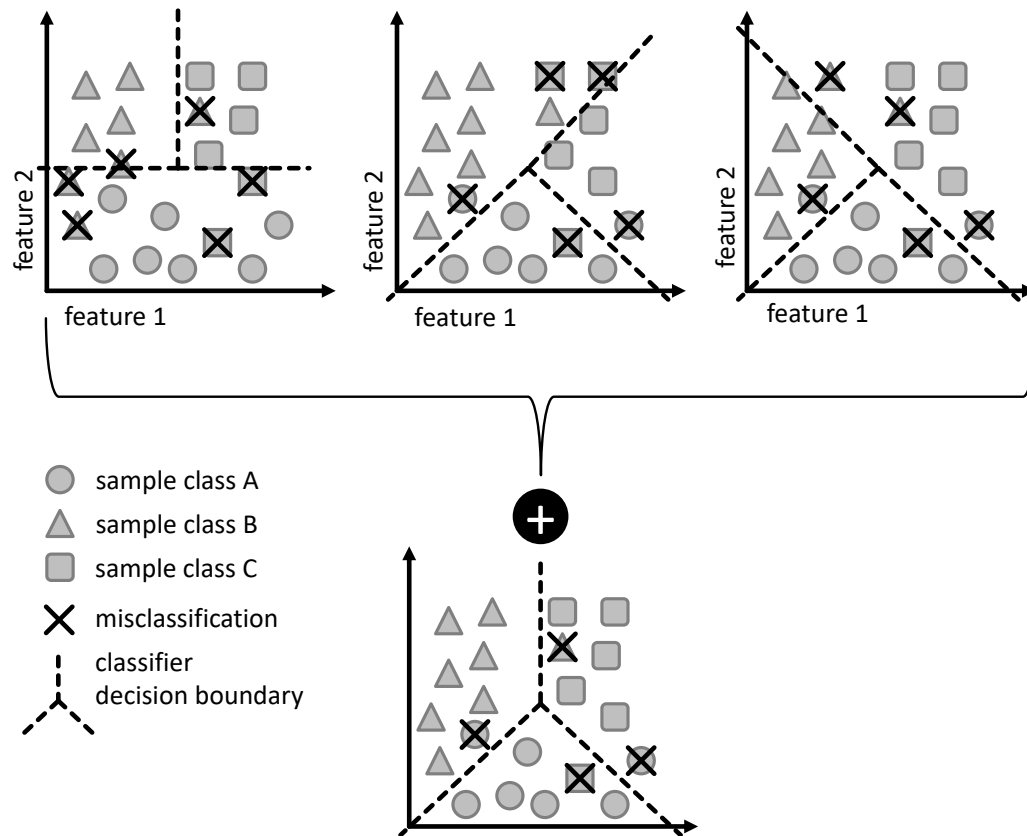 feature 2
feature 1
feature 2
feature 1
feature 2
feature 1
+
sample class A
sample class B
sample class C
misclassification
classifier
decision boundary